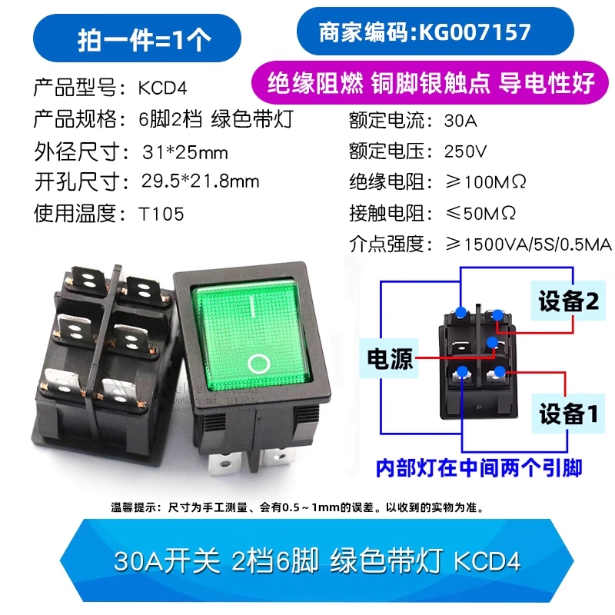 拍一件=1个
商家编码:KG007157
绝缘阻燃 铜脚银触点 导电性好
产品型号: KCD4
产品规格: 6脚2档 绿色带灯
外径尺寸: 31*25mm
开孔尺寸: 29.5*21.8mm
使用温度: T105
额定电流: 30A
额定电压: 250V
绝缘电阻: ≥100MΩ
接触电阻: ≤50MΩ
介点强度: ≥1500VA/5S/0.5MA
设备2
电源
设备1
内部灯在中间两个引脚
温馨提示: 尺寸为手工测量、会有0.5～1mm的误差。以收到的实物为准。
30A开关 2档6脚 绿色带灯 KCD4